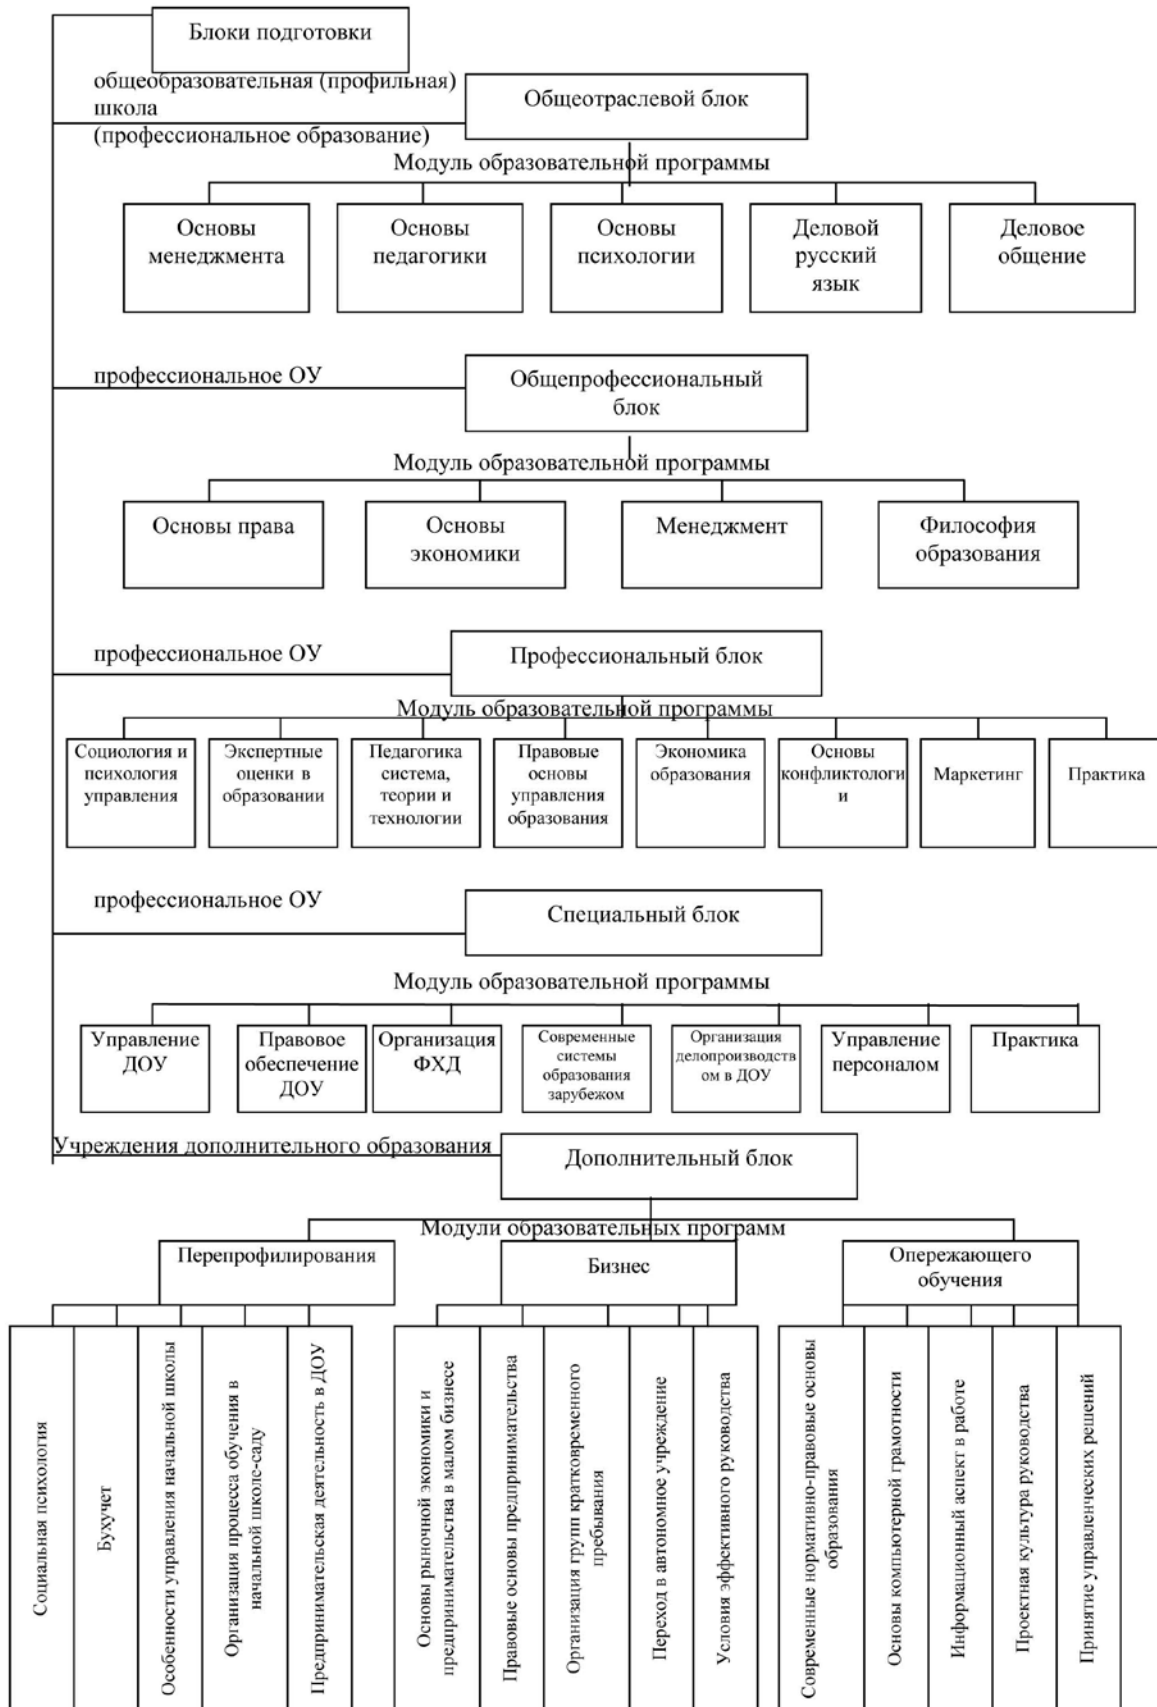 Блоки подготовки
общеобразовательная (профильная)
школа
(профессиональное образование)
Общеотраслевой блок
Модуль образовательной программы
Основы
менеджмента
Основы
педагогики
Основы
психологии
Деловой
русский
язык
Деловое
общение
профессиональное ОУ
Общепрофессиональный
блок
Модуль образовательной программы
Основы права
Основы
экономики
Менеджмент
Философия
образования
профессиональное ОУ
Профессиональный блок
Модуль образовательной программы
Социология и
психология
управления
Экспертные
оценки в
образовании
Педагогика
система,
теории и
технологии
Правовые
основы
управления
образования
Экономика
образования
Основы
конфликтологи
и
Маркетинг
Практика
профессиональное ОУ
Специальный блок
Модуль образовательной программы
Управление
ДОУ
Правовое
обеспечение
ДОУ
Организация
ФХД
Современные
системы
образования
зарубежом
Организация
делопроизводств
ом в ДОУ
Управление
персоналом
Практика
Учреждения дополнительного образования
Дополнительный блок
Модули образовательных программ
Перепрофилирования
Бизнес
Опережающего
обучения
Социальная психология
Бухучет
Особенности управления начальной школы
Организация процесса обучения в
начальной школе-саду
Предпринимательская деятельность в ДОУ
Основы рыночной экономики и
предпринимательства в малом бизнесе
Правовые основы предпринимательства
Организация групп кратковременного
пребывания
Переход в автономное учреждение
Условия эффективного руководства
Современные нормативно-правовые основы
образования
Основы компьютерной грамотности
Информационный аспект в работе
Проектная культура руководства
Принятие управленческих решений